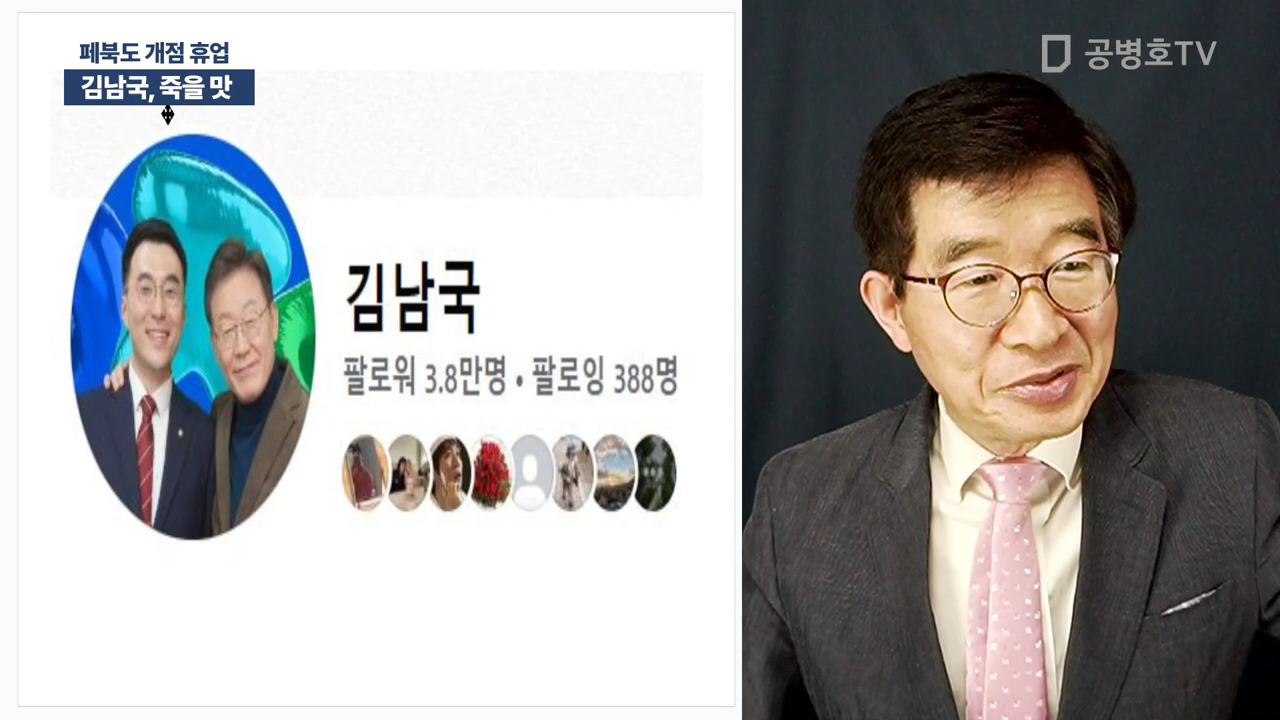 페북도 개점 휴업
김남국, 죽을 맛
공병호TV
김남국
팔로워 3.8만명 • 팔로잉 388명